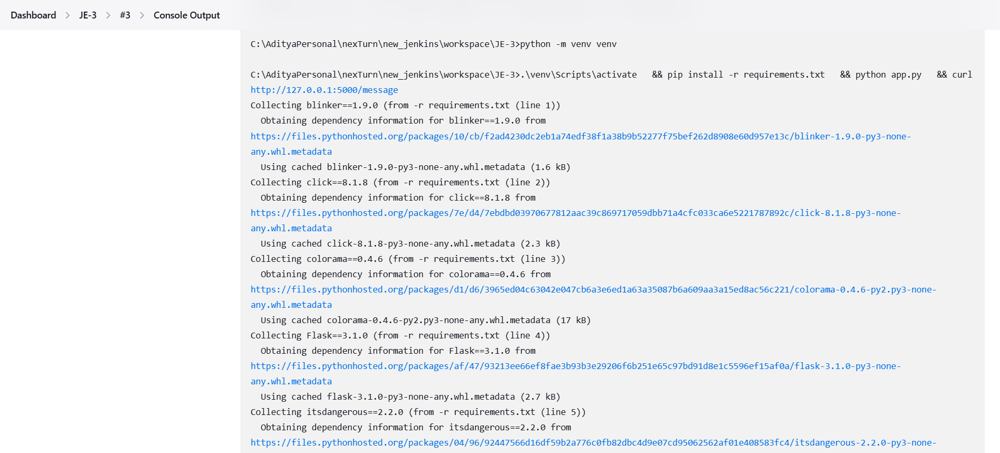 Dashboard > JE-3 > #3 > Console Output
C:\AdityaPersonal\nexTurn\new_jenkins\workspace\JE-3>python -m venv venv
C:\AdityaPersonal\nexTurn\new_jenkins\workspace\JE-3>.\venv\Scripts\activate   && pip install -r requirements.txt   && python app.py   && curl
http://127.0.0.1:5000/message
Collecting blinker==1.9.0 (from -r requirements.txt (line 1))
  Obtaining dependency information for blinker==1.9.0 from
https://files.pythonhosted.org/packages/10/cb/f2ad4230dc2eb1a74edf38f1a38b9b52277f75bef262d8908e60d957e13c/blinker-1.9.0-py3-none-
any.whl.metadata
  Using cached blinker-1.9.0-py3-none-any.whl.metadata (1.6 kB)
Collecting click==8.1.8 (from -r requirements.txt (line 2))
  Obtaining dependency information for click==8.1.8 from
https://files.pythonhosted.org/packages/7e/d4/7ebdbd03970677812aac39c869717059dbb71a4cfc033ca6e5221787892c/click-8.1.8-py3-none-
any.whl.metadata
  Using cached click-8.1.8-py3-none-any.whl.metadata (2.3 kB)
Collecting colorama==0.4.6 (from -r requirements.txt (line 3))
  Obtaining dependency information for colorama==0.4.6 from
https://files.pythonhosted.org/packages/d1/d6/3965ed04c63042e047cb6a3e6ed1a63a35087b6a609aa3a15ed8ac56c221/colorama-0.4.6-py2.py3-none-
any.whl.metadata
  Using cached colorama-0.4.6-py2.py3-none-any.whl.metadata (17 kB)
Collecting Flask==3.1.0 (from -r requirements.txt (line 4))
  Obtaining dependency information for Flask==3.1.0 from
https://files.pythonhosted.org/packages/af/47/93213ee66ef8fae3b93b3e29206f6b251e65c97bd91d8e1c5596ef15af0a/flask-3.1.0-py3-none-
any.whl.metadata
  Using cached flask-3.1.0-py3-none-any.whl.metadata (2.7 kB)
Collecting itsdangerous==2.2.0 (from -r requirements.txt (line 5))
  Obtaining dependency information for itsdangerous==2.2.0 from
https://files.pythonhosted.org/packages/04/96/92447566d16df59b2a776c0fb82dbc4d9e07cd95062562af01e408583fc4/itsdangerous-2.2.0-py3-none-